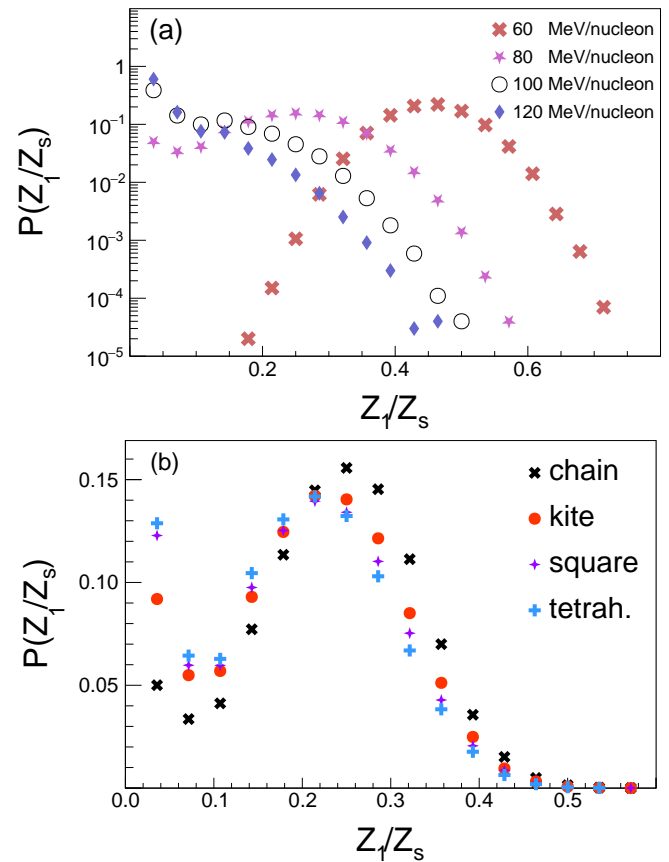 (a)
60 MeV/nucleon
80 MeV/nucleon
100 MeV/nucleon
120 MeV/nucleon
P(Z₁/Zₛ)
1
10⁻¹
10⁻²
10⁻³
10⁻⁴
10⁻⁵
0.2 0.4 0.6
Z₁/Zₛ
(b)
chain
kite
square
tetrah.
P(Z₁/Zₛ)
0.15
0.10
0.05
0.0 0.1 0.2 0.3 0.4 0.5
Z₁/Zₛ